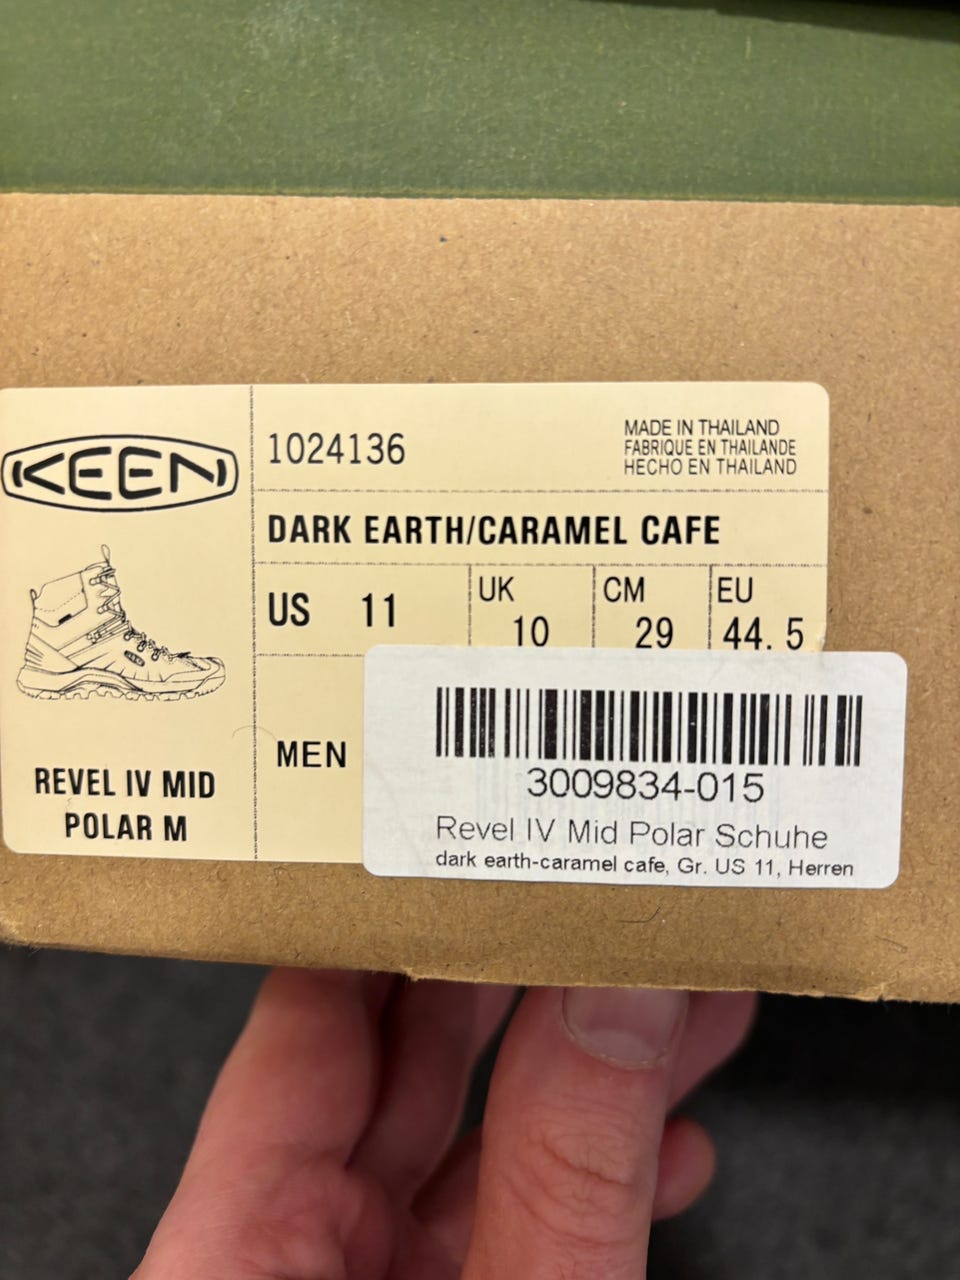 KEEN
1024136
MADE IN THAILAND
FABRIQUE EN THAILANDE
HECHO EN THAILAND
DARK EARTH/CARAMEL CAFE
US 11
UK 10
CM 29
EU 44.5
MEN
REVEL IV MID
POLAR M
3009834-015
Revel IV Mid Polar Schuhe
dark earth-caramel cafe, Gr. US 11, Herren